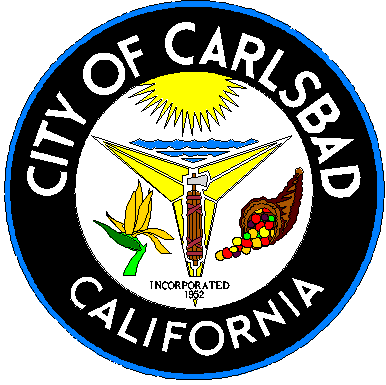 CITY OF CARLSBAD
INCORPORATED
1952
CALIFORNIA